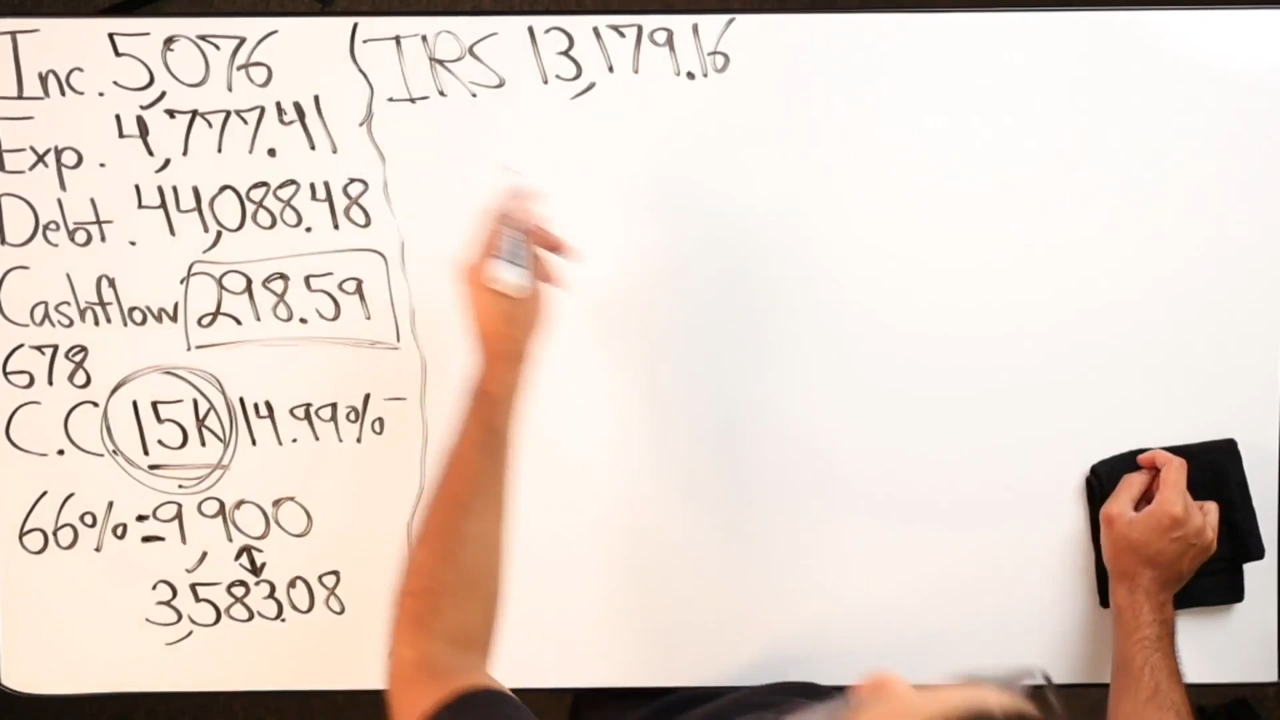 Inc. 5,076
Exp. 4,777.41
Debt. 44,088.48
Cashflow 298.59
678
C.C. 15K 14.99%
66% = 9,900
3,583.08
IRS 13,179.16